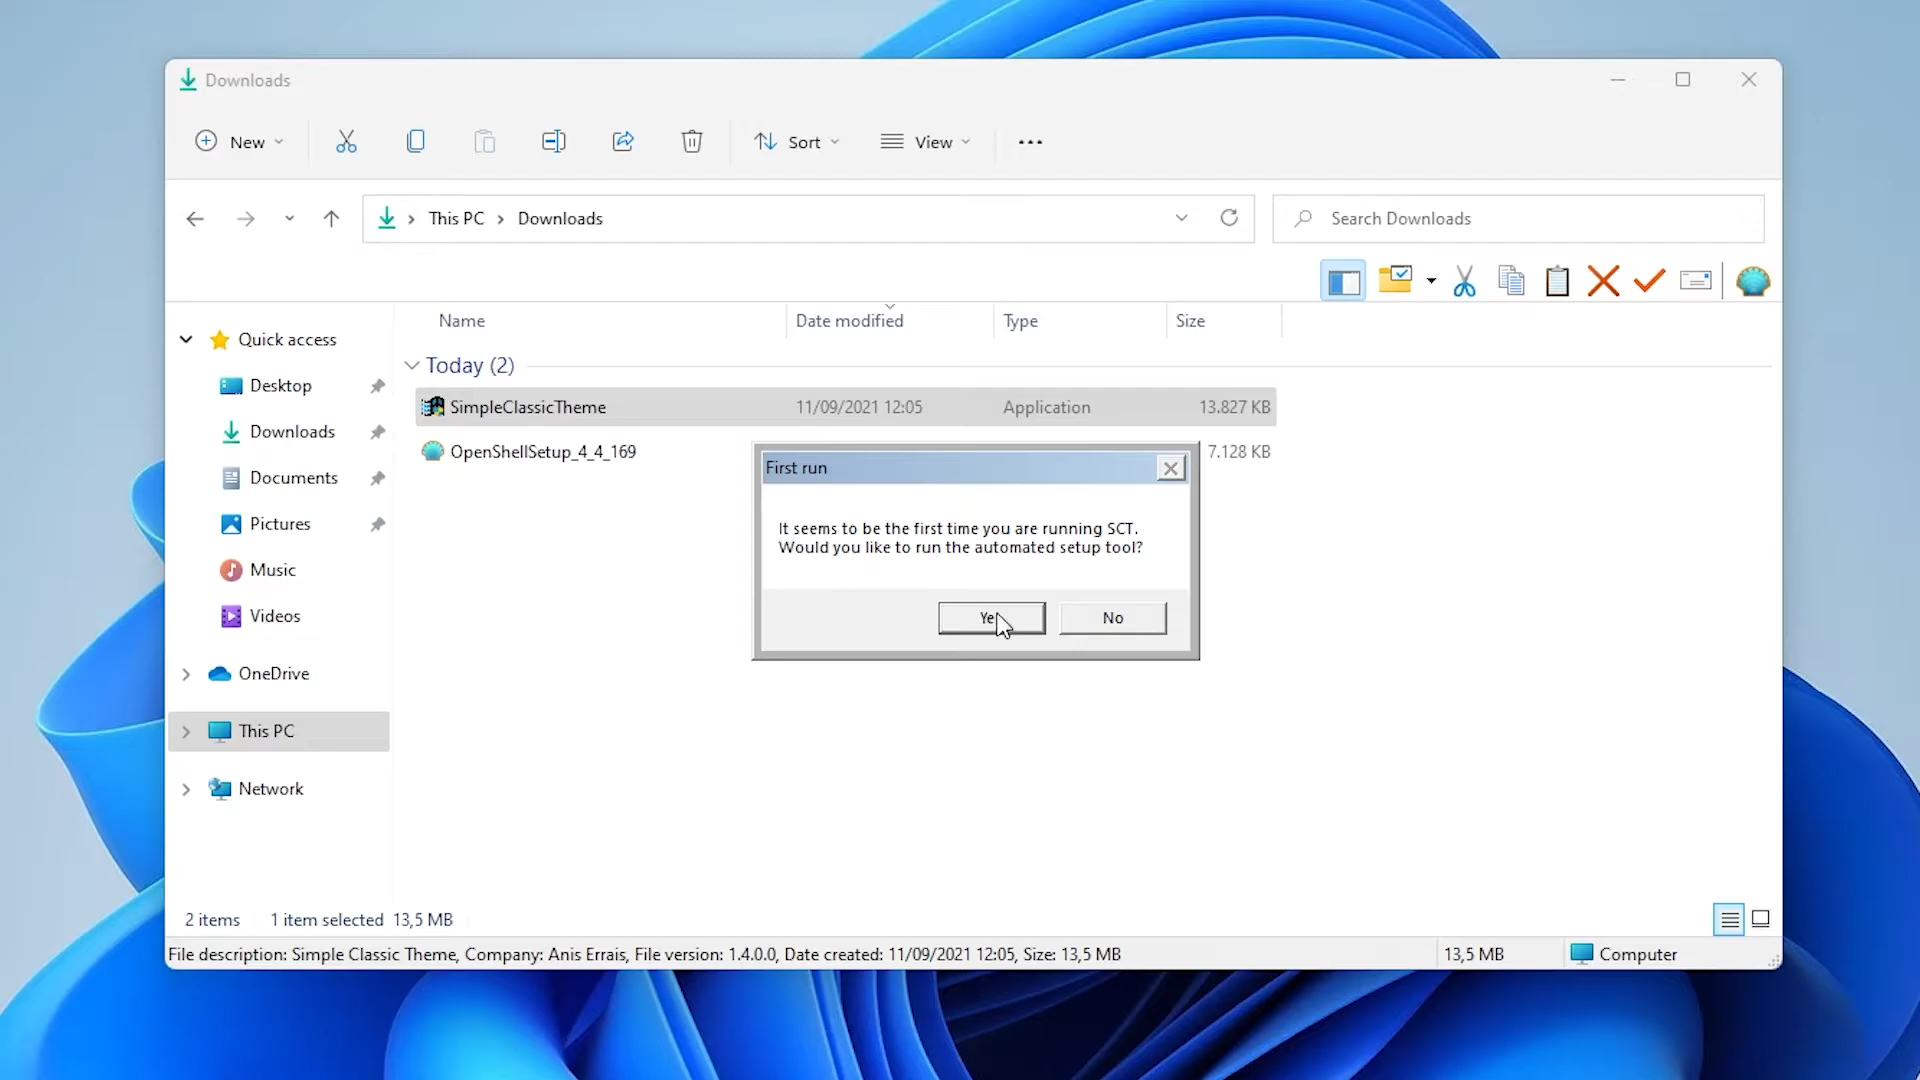 Downloads
New
Sort
View
This PC
Downloads
Search Downloads
Name
Date modified
Type
Size
Quick access
Desktop
Downloads
Documents
Pictures
Music
Videos
OneDrive
This PC
Network
Today (2)
SimpleClassicTheme 11/09/2021 12:05 Application 13.827 KB
OpenShellSetup_4_4_169 7.128 KB
First run
It seems to be the first time you are running SCT.
Would you like to run the automated setup tool?
No
2 items 1 item selected 13,5 MB
File description: Simple Classic Theme, Company: Anis Errais, File version: 1.4.0.0, Date created: 11/09/2021 12:05, Size: 13,5 MB
13,5 MB
Computer